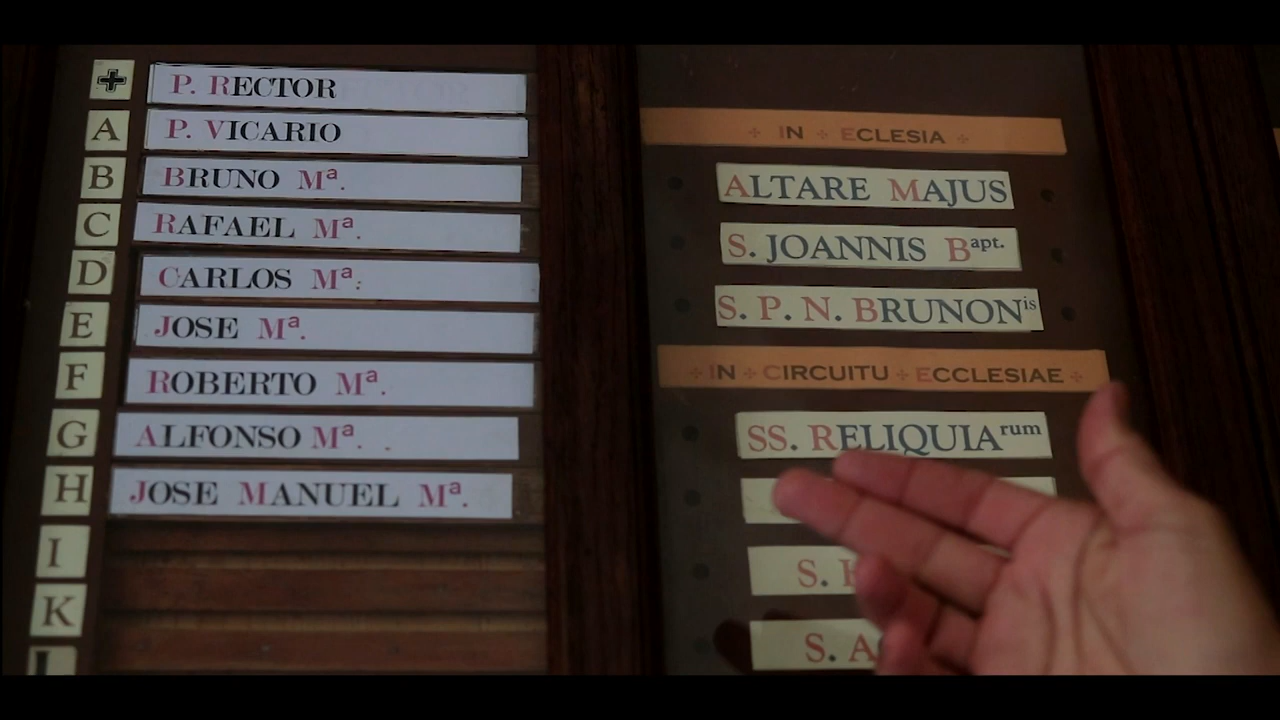 ✚ P. RECTOR
A P. VICARIO
B BRUNO Mª.
C RAFAEL Mª.
D CARLOS Mª.
E JOSE Mª.
F ROBERTO Mª.
G ALFONSO Mª. .
H JOSE MANUEL Mª.
I
K
+ IN + ECLESIA +
ALTARE MAJUS
S. JOANNIS Bapt.
S. P. N. BRUNONis
+ IN + CIRCUITU + ECCLESIAE +
SS. RELIQUIArum
S.
S.